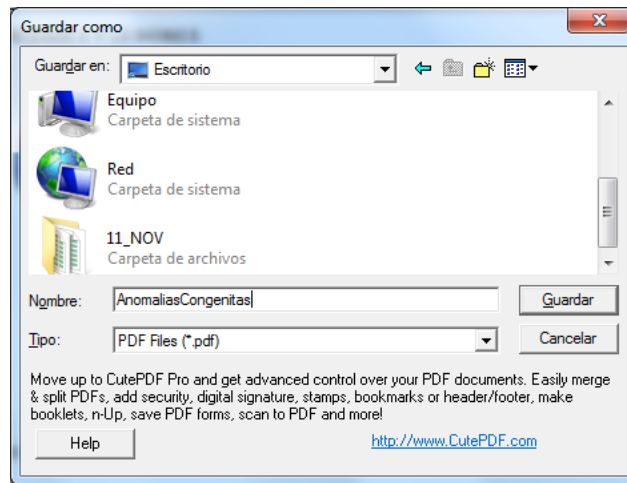 Guardar como
Guardar en: Escritorio
Equipo
Carpeta de sistema
Red
Carpeta de sistema
11_NOV
Carpeta de archivos
Nombre: AnomaliasCongenitas Guardar
Tipo: PDF Files (*.pdf) Cancelar
Move up to CutePDF Pro and get advanced control over your PDF documents. Easily merge
& split PDFs, add security, digital signature, stamps, bookmarks or header/footer, make
booklets, n-Up, save PDF forms, scan to PDF and more!
Help http://www.CutePDF.com